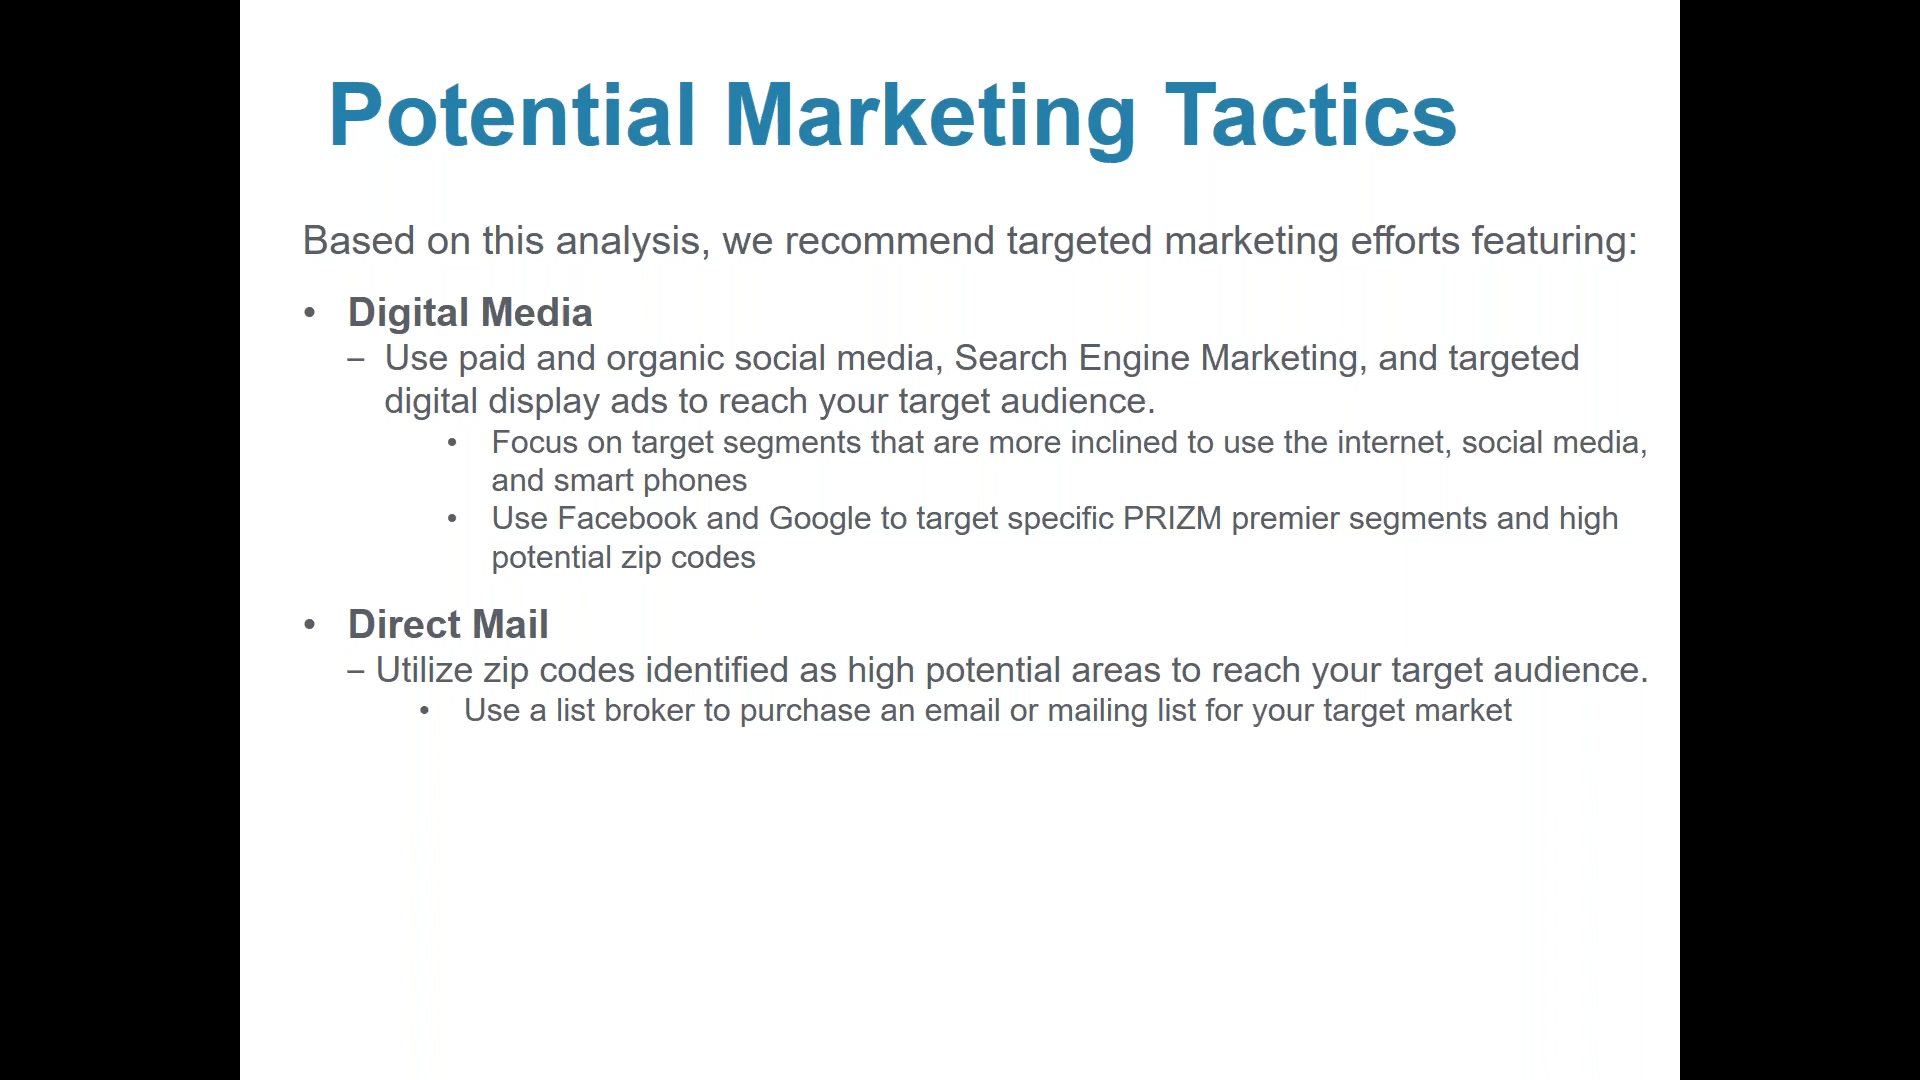 Potential Marketing Tactics
Based on this analysis, we recommend targeted marketing efforts featuring:
• Digital Media
– Use paid and organic social media, Search Engine Marketing, and targeted
digital display ads to reach your target audience.
• Focus on target segments that are more inclined to use the internet, social media,
and smart phones
• Use Facebook and Google to target specific PRIZM premier segments and high
potential zip codes
• Direct Mail
– Utilize zip codes identified as high potential areas to reach your target audience.
• Use a list broker to purchase an email or mailing list for your target market